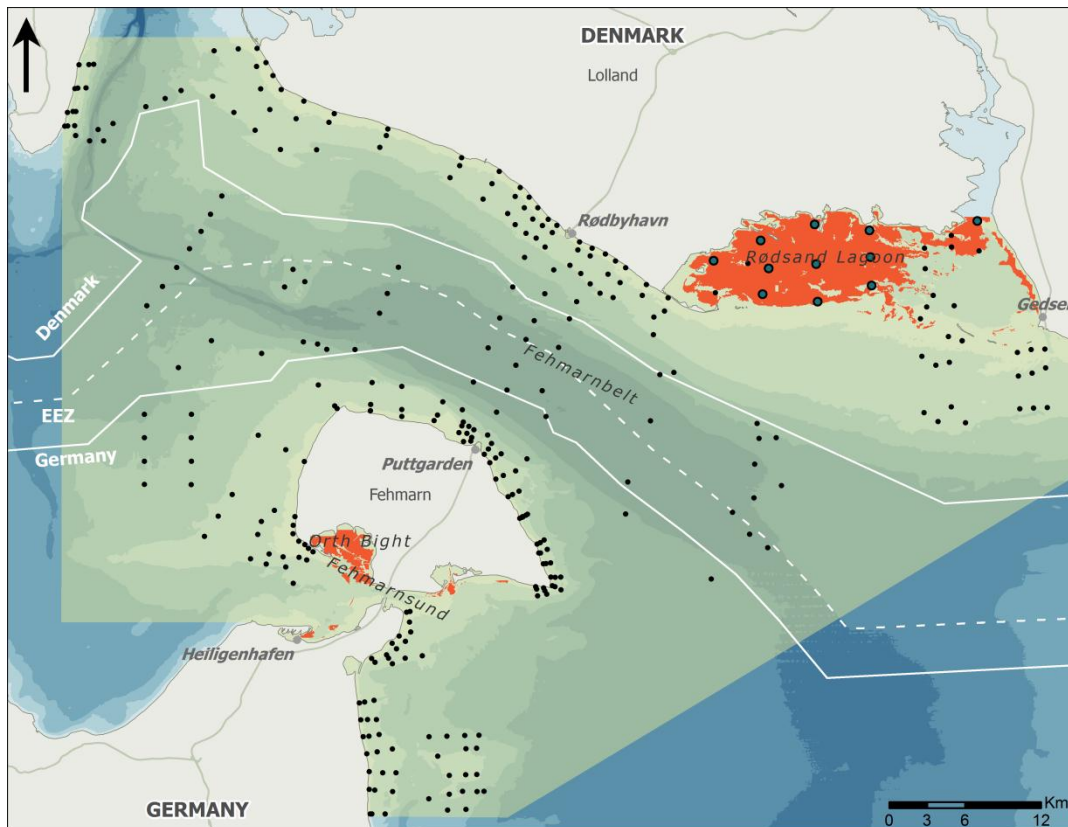 DENMARK
Lolland
Rødbyhavn
Rødsand Lagoon
Gedser
Denmark
Fehmarnbelt
EEZ
Germany
Puttgarden
Fehmarn
Orth Bight
Fehmarnsund
Heiligenhafen
GERMANY
Km
0 3 6 12